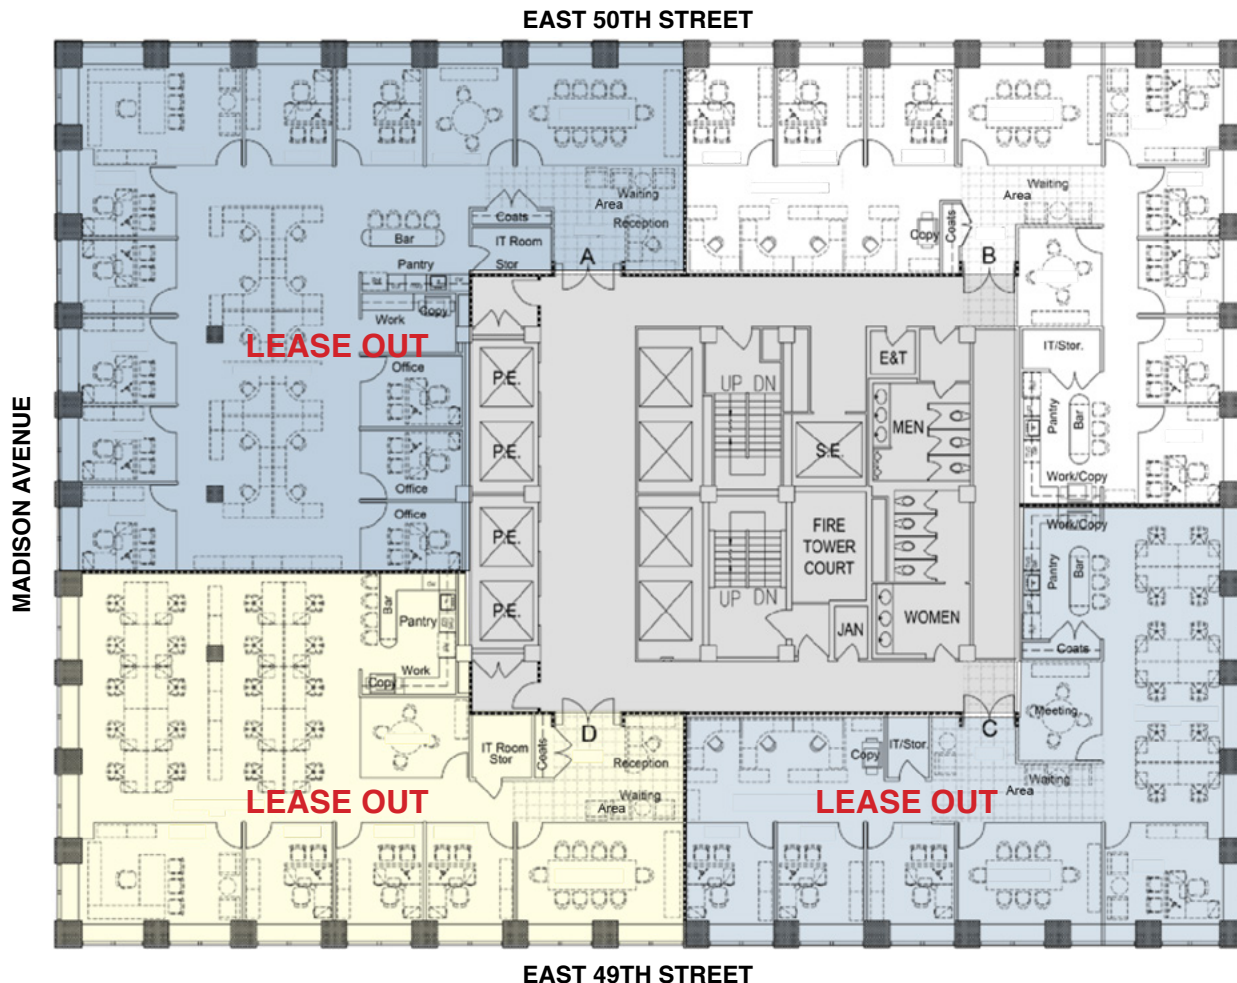 EAST 50TH STREET
MADISON AVENUE
Waiting
Area
Reception
Coats
IT Room
Stor
A
Bar
Pantry
Work
Copy
LEASE OUT
Office
Office
Office
Waiting
Area
Copy
Coats
B
IT/Stor.
Pantry
Bar
Work/Copy
P.E.
P.E.
P.E.
P.E.
UP DN
E&T
MEN
S.E.
FIRE
TOWER
COURT
UP DN
JAN
WOMEN
Work/Copy
Pantry
Bar
Coats
Meeting
C
Waiting
Area
Copy
IT/Stor.
LEASE OUT
Bar
Pantry
Work
Copy
D
IT Room
Stor
Coats
Reception
Waiting
Area
LEASE OUT
EAST 49TH STREET